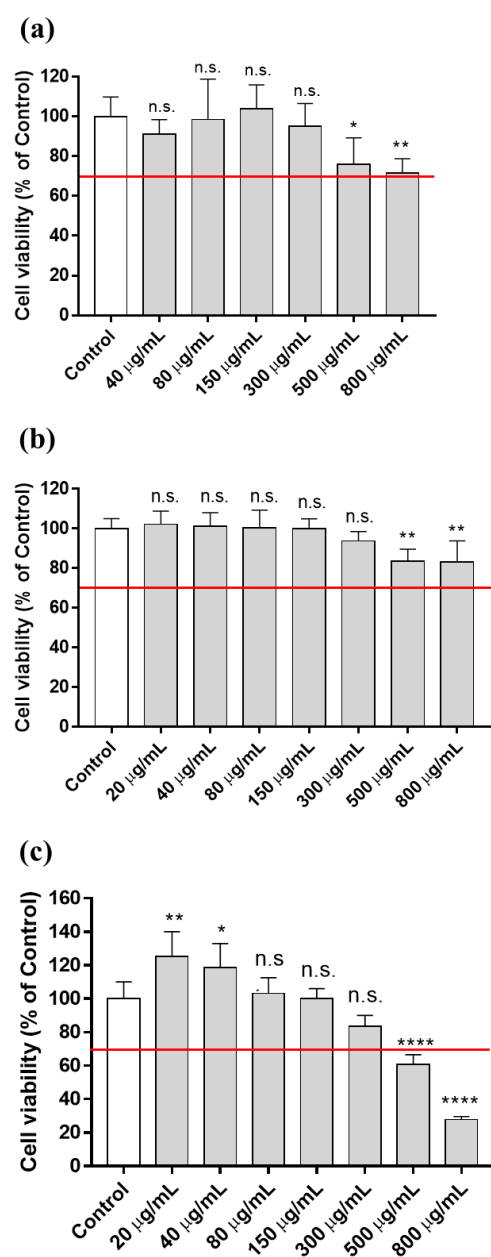 (a)
Cell viability (% of Control)
120
100
80
60
40
20
0
n.s.
n.s.
n.s.
n.s.
*
**
Control
40 μg/mL
80 μg/mL
150 μg/mL
300 μg/mL
500 μg/mL
800 μg/mL
(b)
Cell viability (% of Control)
120
100
80
60
40
20
0
n.s.
n.s.
n.s.
n.s.
n.s.
**
**
Control
20 μg/mL
40 μg/mL
80 μg/mL
150 μg/mL
300 μg/mL
500 μg/mL
800 μg/mL
(c)
Cell viability (% of Control)
160
140
120
100
80
60
40
20
0
**
*
n.s
n.s.
n.s.
****
****
Control
20 μg/mL
40 μg/mL
80 μg/mL
150 μg/mL
300 μg/mL
500 μg/mL
800 μg/mL